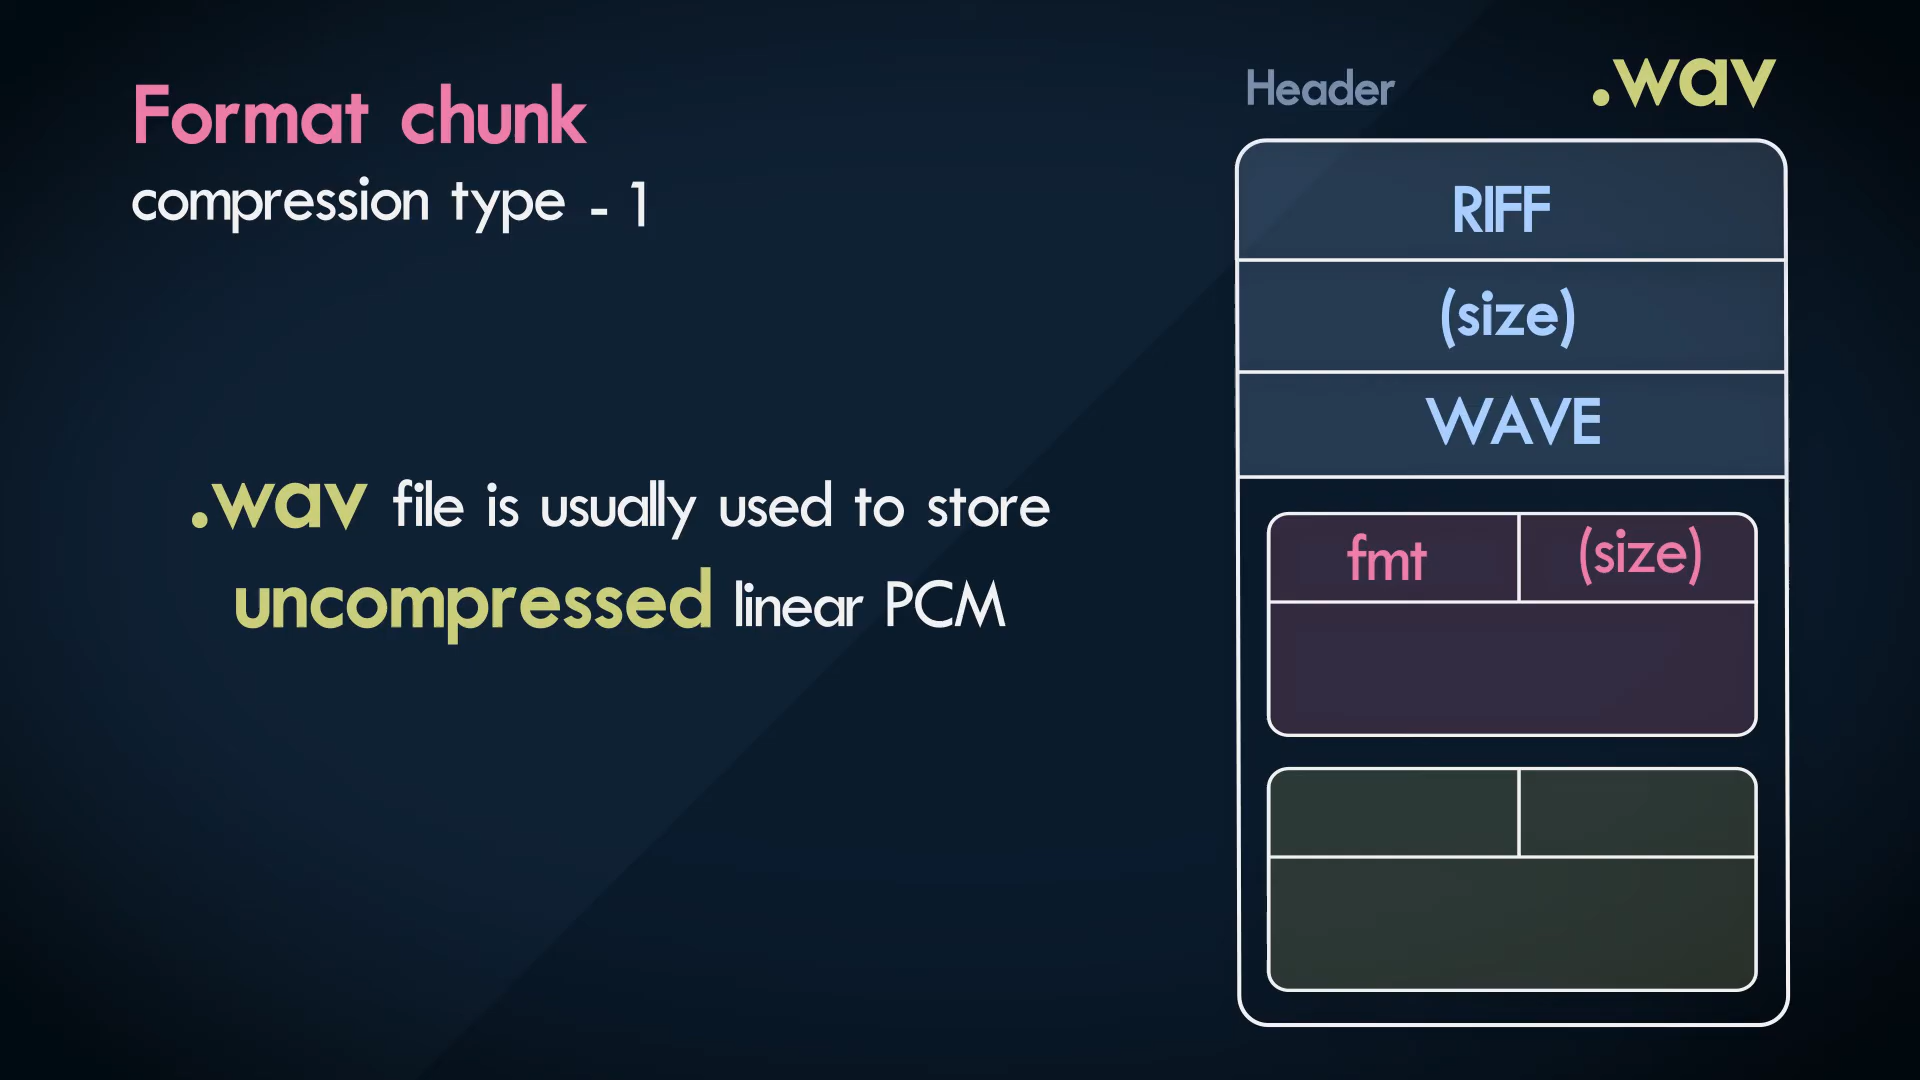 Format chunk
compression type - 1
.wav file is usually used to store
uncompressed linear PCM
Header
.wav
RIFF
(size)
WAVE
fmt
(size)